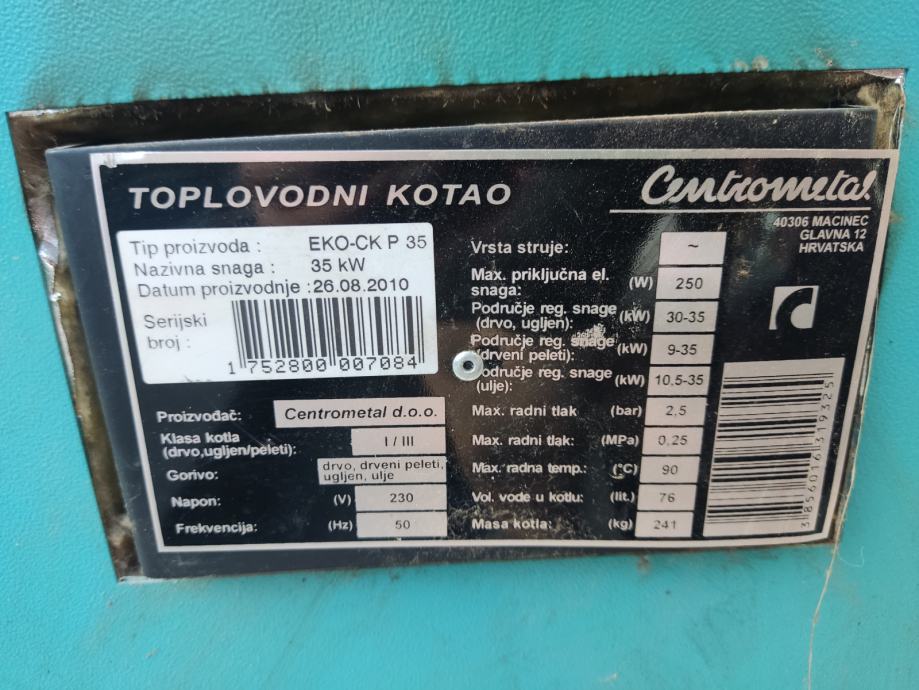 TOPLOVODNI KOTAO
Centrometal
40306 MACINEC
GLAVNA 12
HRVATSKA
Tip proizvoda : EKO-CK P 35
Nazivna snaga : 35 kW
Datum proizvodnje : 26.08.2010
Serijski
broj :
1 752800 007084
Proizvođač: Centrometal d.o.o.
Klasa kotla
(drvo,ugljen/peleti): I / III
Gorivo: drvo, drveni peleti,
ugljen, ulje
Napon: (V) 230
Frekvencija: (Hz) 50
Vrsta struje: ~
Max. priključna el.
snaga: (W) 250
Područje reg. snage
(drvo, ugljen): (kW) 30-35
Područje reg. snage
(drveni peleti): (kW) 9-35
područje reg. snage
(ulje): (kW) 10,5-35
Max. radni tlak (bar) 2,5
Max. radni tlak: (MPa) 0,25
Max. radna temp.: (°C) 90
Vol. vode u kotlu: (lit.) 76
Masa kotla: (kg) 241
3856016319325